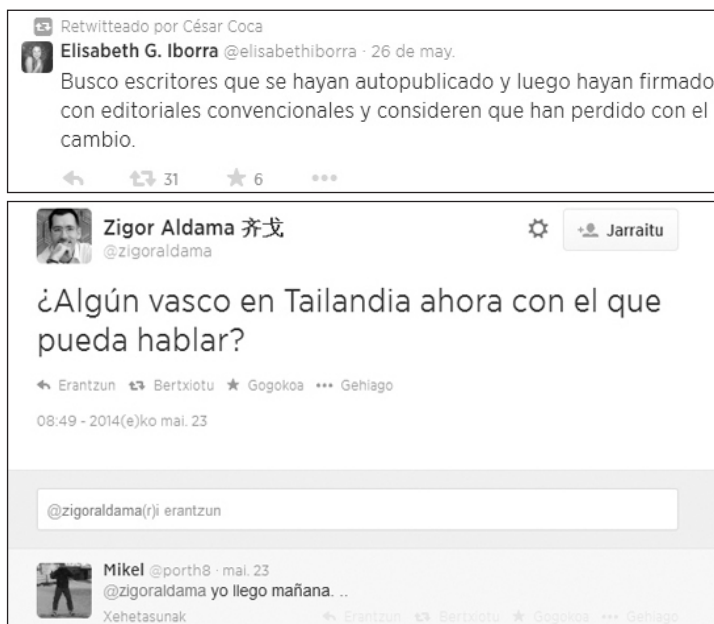 Retwitteado por César Coca
Elisabeth G. Iborra @elisabethiborra · 26 de may.
Busco escritores que se hayan autopublicado y luego hayan firmado
con editoriales convencionales y consideren que han perdido con el
cambio.
31 6
Zigor Aldama 齐戈
@zigoraldama
Jarraitu
¿Algún vasco en Tailandia ahora con el que
pueda hablar?
Erantzun Bertxiotu Gogokoa Gehiago
08:49 - 2014(e)ko mai. 23
@zigoraldama(r)i erantzun
Mikel @porth8 · mai. 23
@zigoraldama yo llego mañana. ..
Xehetasunak Erantzun Bertxiotu Gogokoa Gehiago